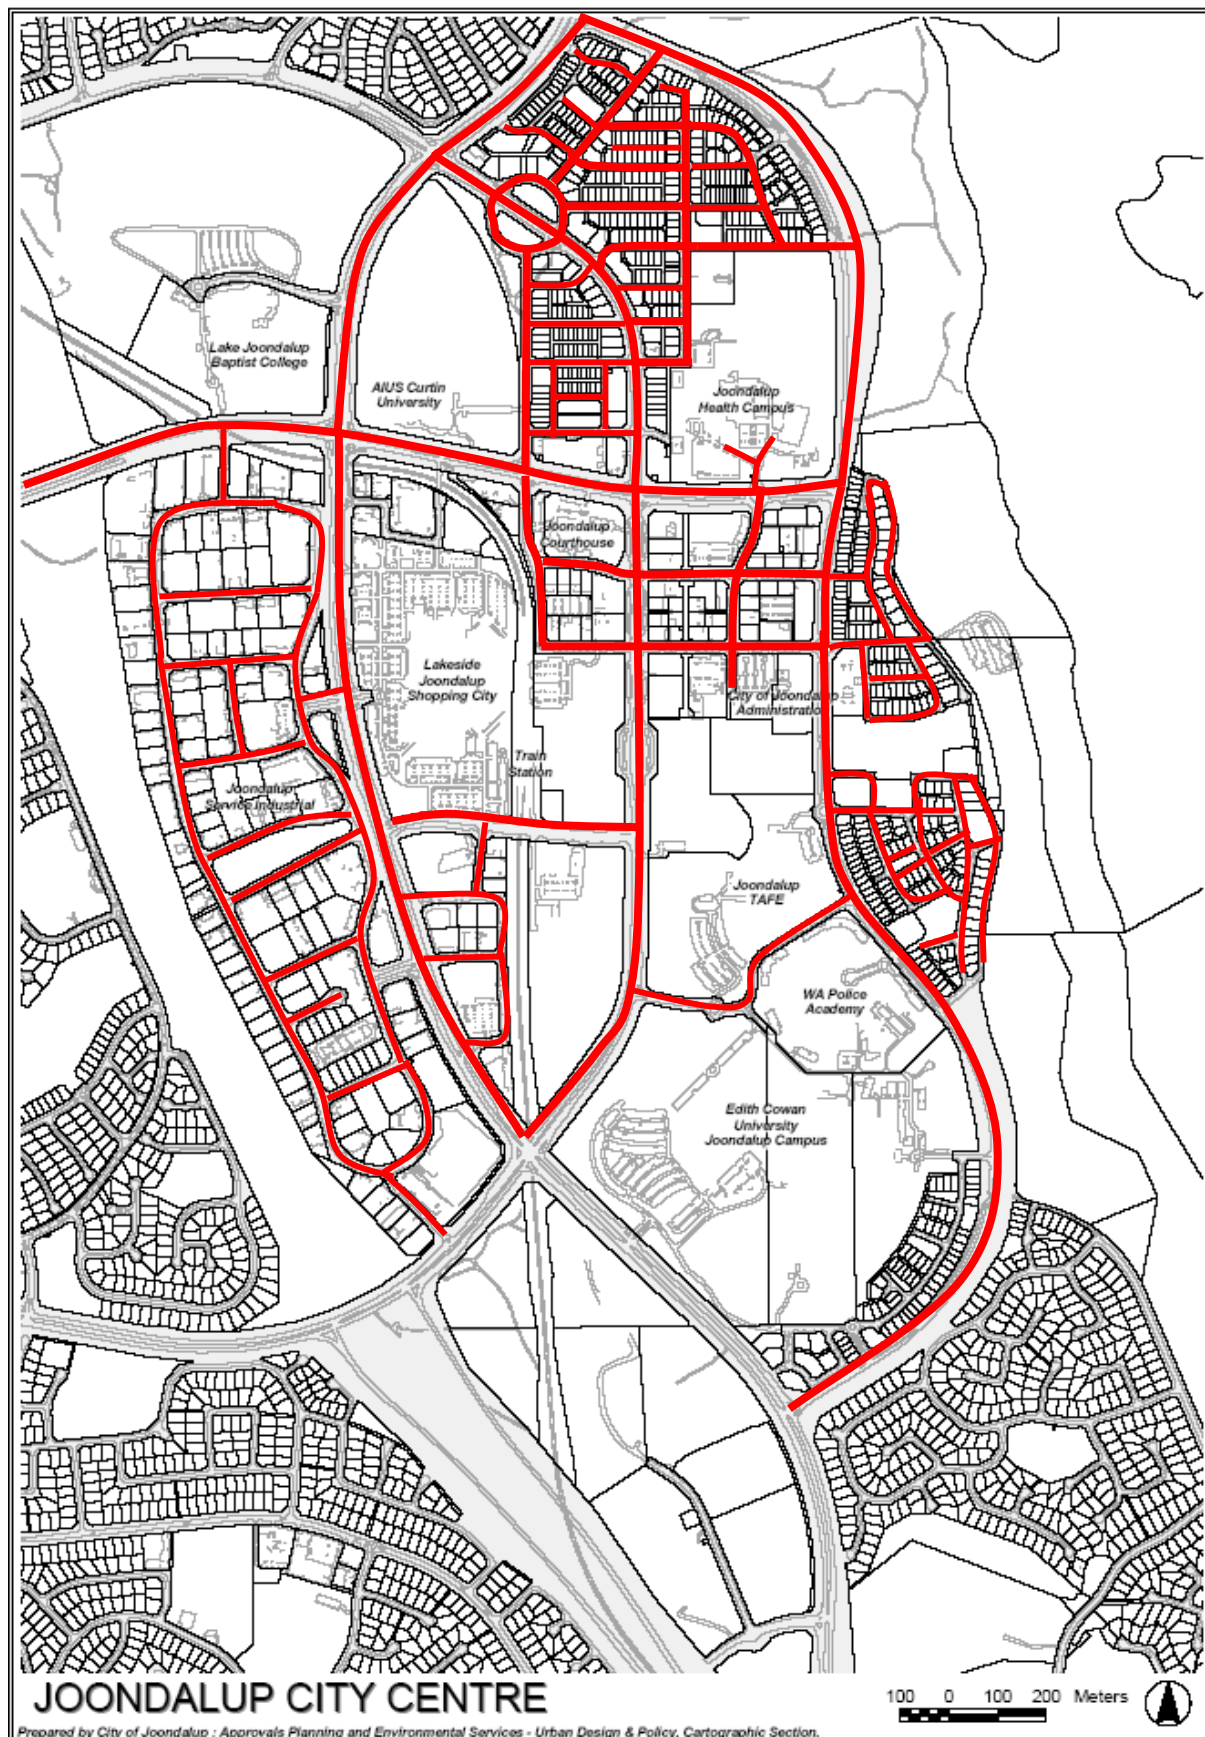 Lake Joondalup
Baptist College
AIUS Curtin
University
Joondalup
Health Campus
Joondalup
Courthouse
Lakeside
Joondalup
Shopping City
City of Joondalup
Administration
Train
Station
Joondalup
Service Industrial
Joondalup
TAFE
WA Police
Academy
Edith Cowan
University
Joondalup Campus
JOONDALUP CITY CENTRE
100 0 100 200 Meters
Prepared by City of Joondalup : Approvals Planning and Environmental Services - Urban Design & Policy, Cartographic Section.